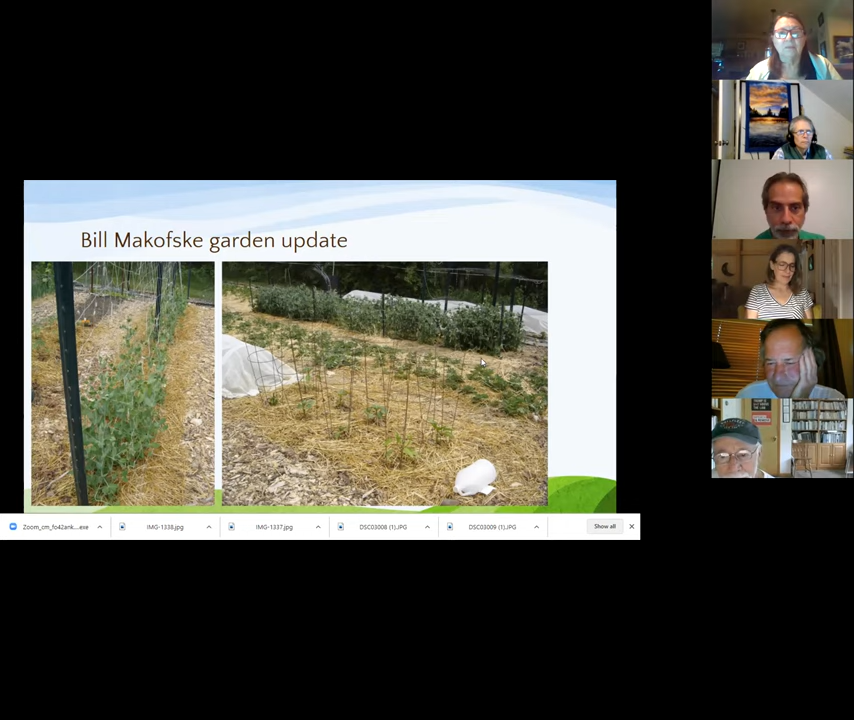 Bill Makofske garden update
Zoom_cm_fo42ank....exe
IMG-1338.jpg
IMG-1337.jpg
DSC03008 (1).JPG
DSC03009 (1).JPG
Show all